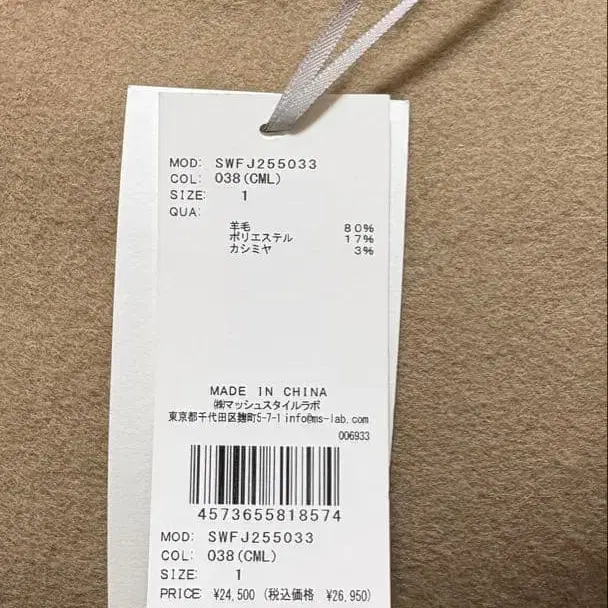 MOD: SWFJ255033
COL: 038(CML)
SIZE: 1
QUA:
羊毛 80%
ポリエステル 17%
カシミヤ 3%
MADE IN CHINA
㈱マッシュスタイルラボ
東京都千代田区麹町5-7-1 info@ms-lab.com
006933
4573655818574
MOD: SWFJ255033
COL: 038(CML)
SIZE: 1
PRICE: ¥24,500 (税込価格 ¥26,950)